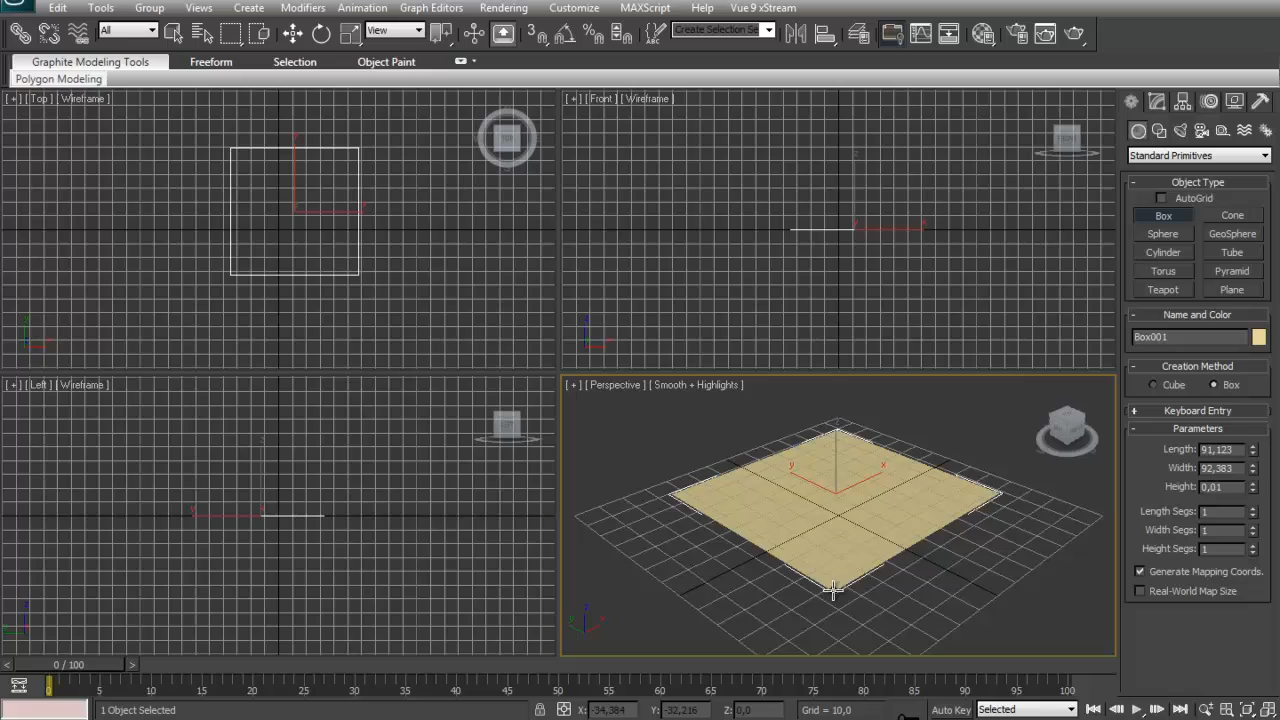 Edit Tools Group Views Create Modifiers Animation Graph Editors Rendering Customize MAXScript Help Vue 9 xStream
All View Create Selection Se
Graphite Modeling Tools Freeform Selection Object Paint
Polygon Modeling
[ + ] [ Top ] [ Wireframe ]
[ + ] [ Front ] [ Wireframe ]
Standard Primitives
- Object Type
AutoGrid
Box Cone
Sphere GeoSphere
Cylinder Tube
Torus Pyramid
Teapot Plane
- Name and Color
Box001
- Creation Method
Cube Box
+ Keyboard Entry
- Parameters
Length: 91,123
Width: 92,383
Height: 0,01
Length Segs: 1
Width Segs: 1
Height Segs: 1
Generate Mapping Coords.
Real-World Map Size
[ + ] [ Left ] [ Wireframe ]
[ + ] [ Perspective ] [ Smooth + Highlights ]
y x
< 0 / 100 >
0 5 10 15 20 25 30 35 40 45 50 55 60 65 70 75 80 85 90 95 100
1 Object Selected X: -34,384 Y: -32,216 Z: 0,0 Grid = 10,0 Auto Key Selected